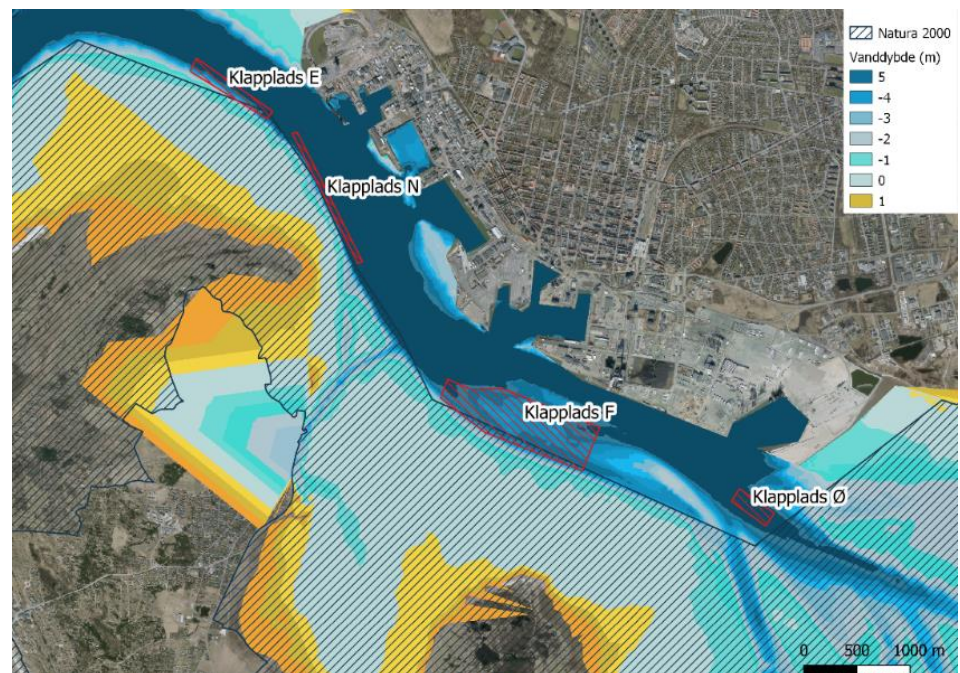 Natura 2000
Vanddybde (m)
5
-4
-3
-2
-1
0
1
Klapplads E
Klapplads N
Klapplads F
Klapplads Ø
0 500 1000 m